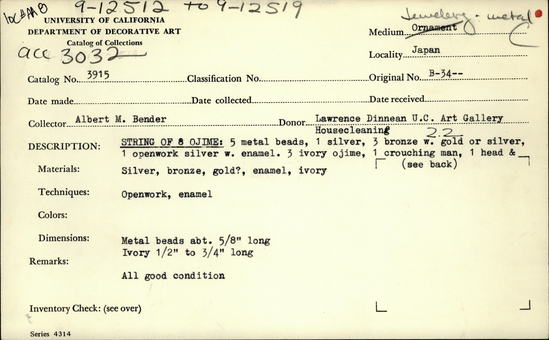 9-12512 to 9-12519
UNIVERSITY OF CALIFORNIA
DEPARTMENT OF DECORATIVE ART
Catalog of Collections
acc 3032
Jewelery - metal
Medium Ornament
Locality Japan
Catalog No. 3915 Classification No. Original No. B-34--
Date made Date collected Date received
Collector Albert M. Bender Donor Lawrence Dinnean U.C. Art Gallery
Housecleaning 2.2
DESCRIPTION: STRING OF 8 OJIME: 5 metal beads, 1 silver, 3 bronze w. gold or silver,
1 openwork silver w. enamel. 3 ivory ojime, 1 crouching man, 1 head &
(see back)
Materials: Silver, bronze, gold?, enamel, ivory
Techniques: Openwork, enamel
Colors:
Dimensions: Metal beads abt. 5/8" long
Ivory 1/2" to 3/4" long
Remarks:
All good condition
Inventory Check: (see over)
Series 4314